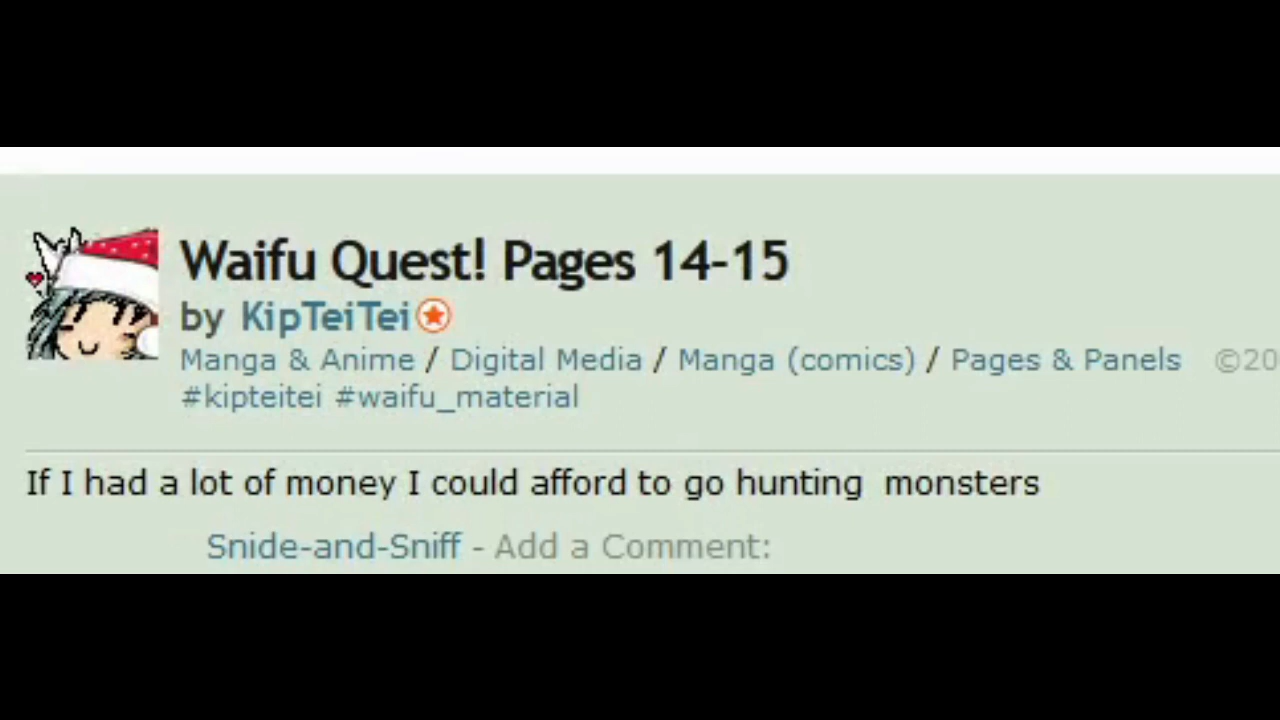 Waifu Quest! Pages 14-15
by KipTeiTei
Manga & Anime / Digital Media / Manga (comics) / Pages & Panels ©20
#kipteitei #waifu_material
If I had a lot of money I could afford to go hunting  monsters
Snide-and-Sniff - Add a Comment: